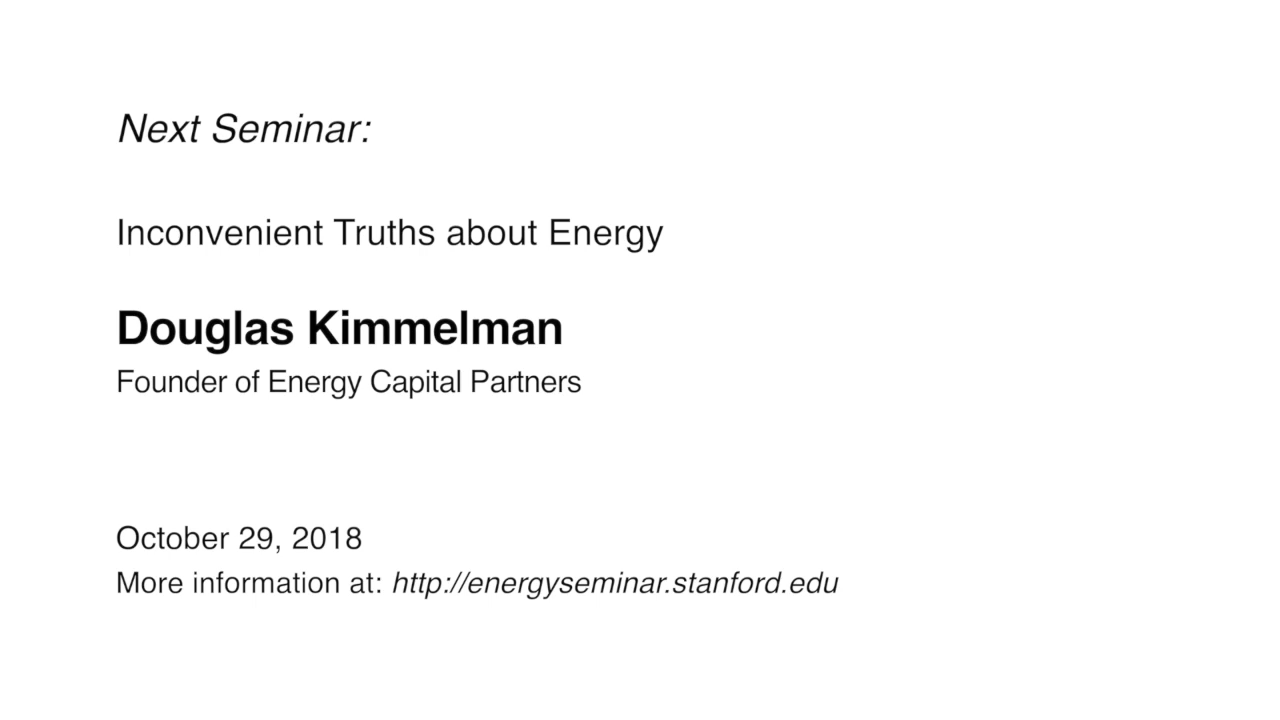 Next Seminar:
Inconvenient Truths about Energy
Douglas Kimmelman
Founder of Energy Capital Partners
October 29, 2018
More information at: http://energyseminar.stanford.edu